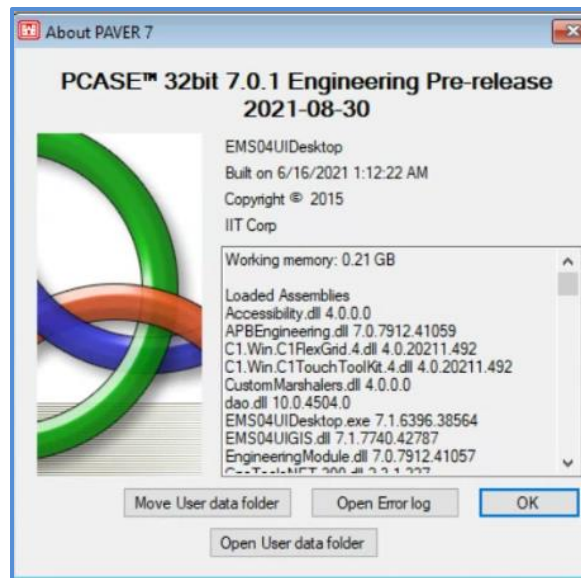 About PAVER 7
PCASE™ 32bit 7.0.1 Engineering Pre-release
2021-08-30
EMS04UIDesktop
Built on 6/16/2021 1:12:22 AM
Copyright © 2015
IIT Corp
Working memory: 0.21 GB
Loaded Assemblies
Accessibility.dll 4.0.0.0
APBEngineering.dll 7.0.7912.41059
C1.Win.C1FlexGrid.4.dll 4.0.20211.492
C1.Win.C1TouchToolKit.4.dll 4.0.20211.492
CustomMarshalers.dll 4.0.0.0
dao.dll 10.0.4504.0
EMS04UIDesktop.exe 7.1.6396.38564
EMS04UIGIS.dll 7.1.7740.42787
EngineeringModule.dll 7.0.7912.41057
Move User data folder
Open Error log
OK
Open User data folder